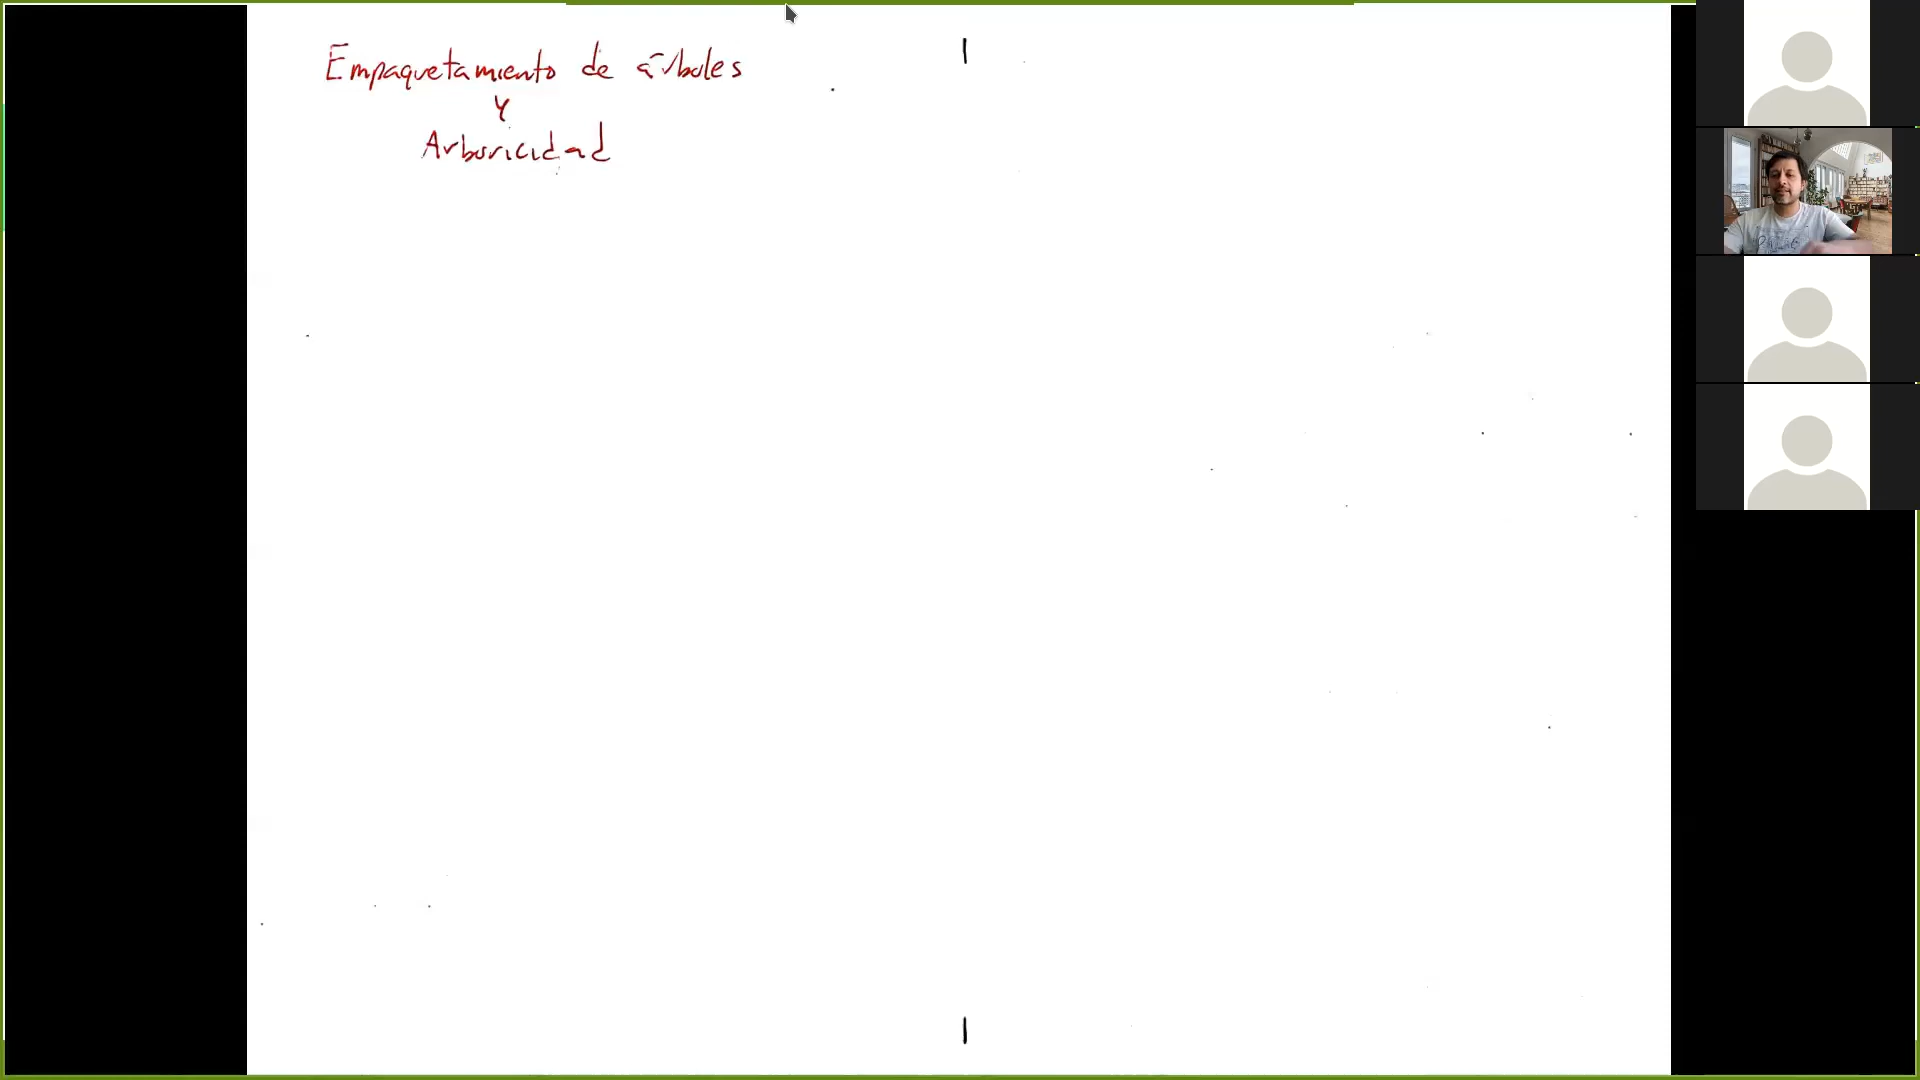 Empaquetamiento de árboles
y
Arboricidad